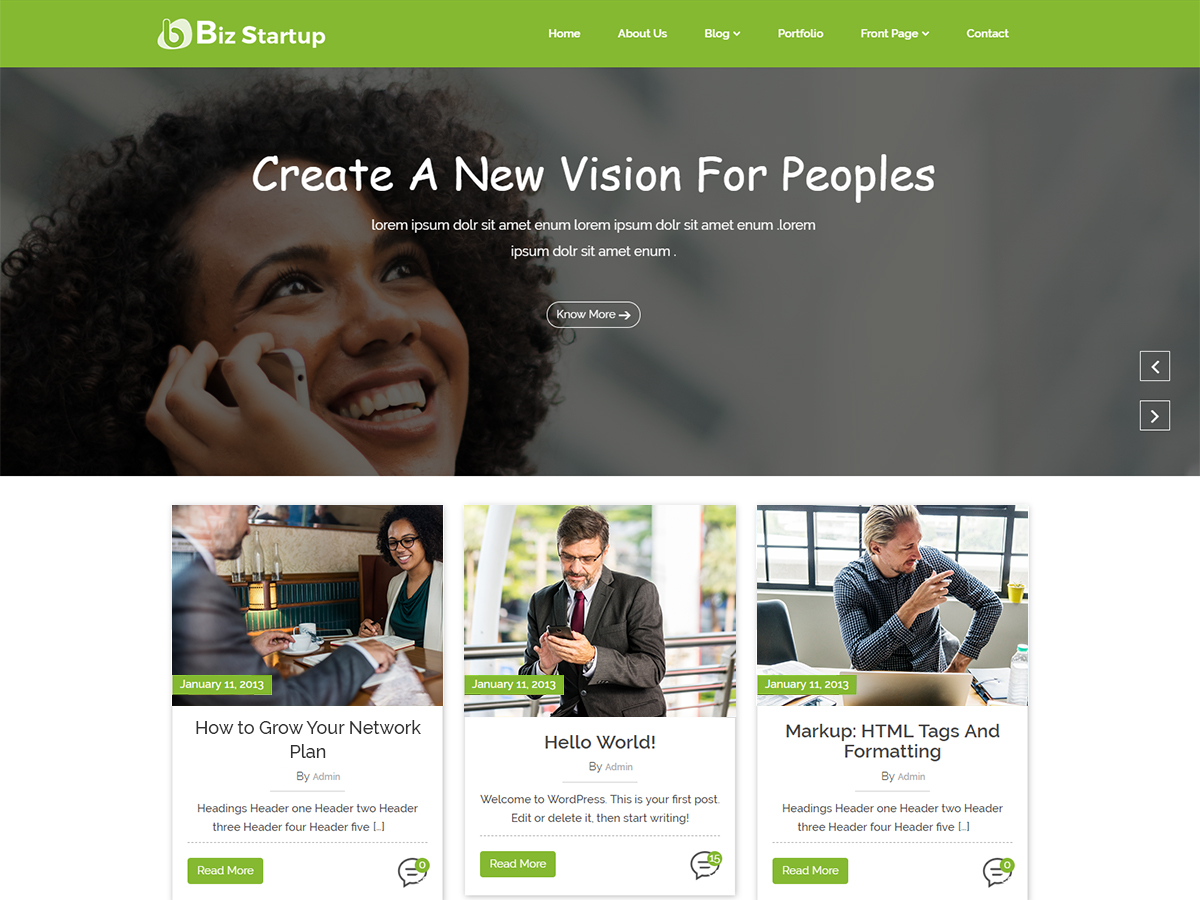 Biz Startup
Home About Us Blog Portfolio Front Page Contact
Create A New Vision For Peoples
lorem ipsum dolr sit amet enum lorem ipsum dolr sit amet enum .lorem
ipsum dolr sit amet enum .
Know More
January 11, 2013
How to Grow Your Network
Plan
By Admin
Headings Header one Header two Header
three Header four Header five [...]
Read More
0
January 11, 2013
Hello World!
By Admin
Welcome to WordPress. This is your first post.
Edit or delete it, then start writing!
Read More
15
January 11, 2013
Markup: HTML Tags And
Formatting
By Admin
Headings Header one Header two Header
three Header four Header five [...]
Read More
0